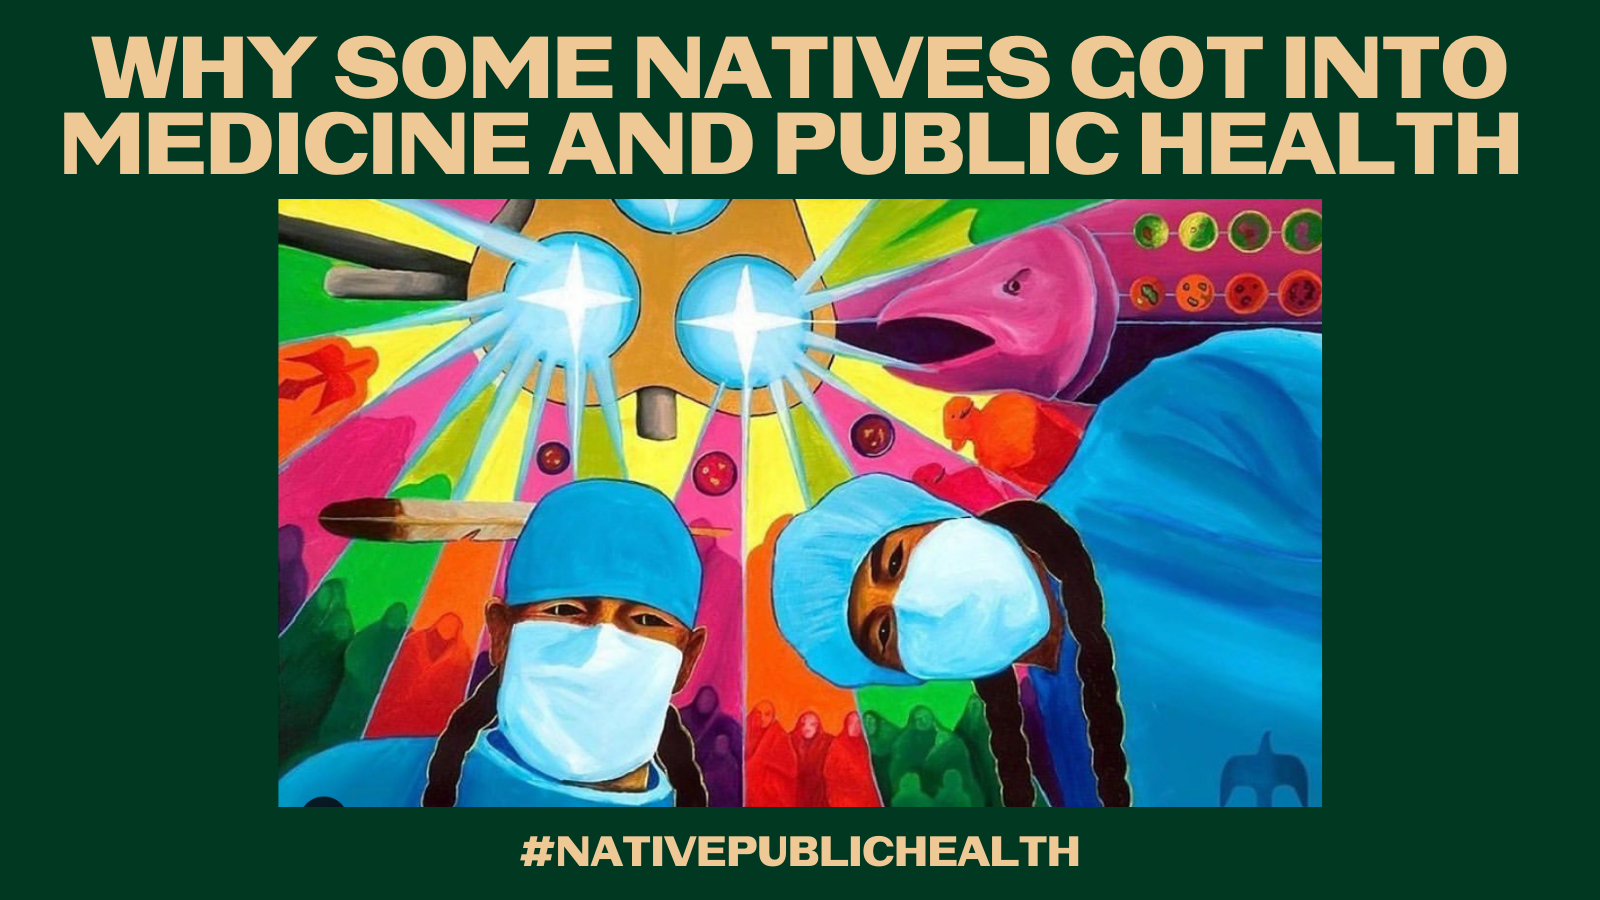 WHY SOME NATIVES GOT INTO
MEDICINE AND PUBLIC HEALTH
#NATIVEPUBLICHEALTH